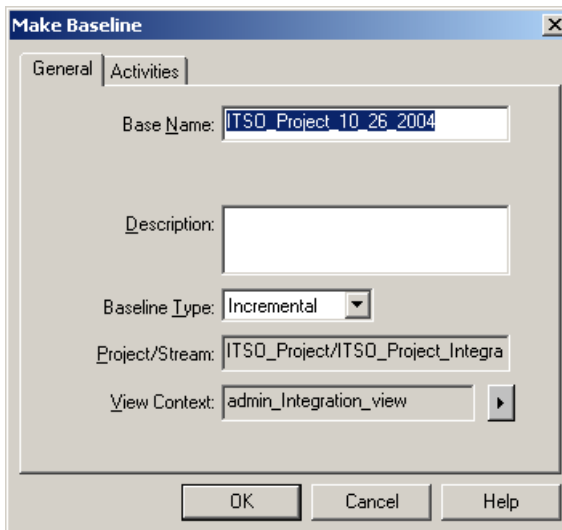 Make Baseline
General Activities
Base Name: ITSO_Project_10_26_2004
Description:
Baseline Type: Incremental
Project/Stream: ITSO_Project/ITSO_Project_Integra
View Context: admin_Integration_view
OK Cancel Help